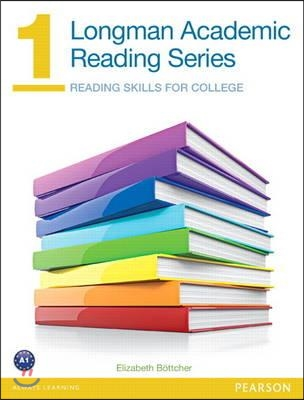 1
Longman Academic
Reading Series
READING SKILLS FOR COLLEGE
Elizabeth Böttcher
A1
ALWAYS LEARNING
PEARSON